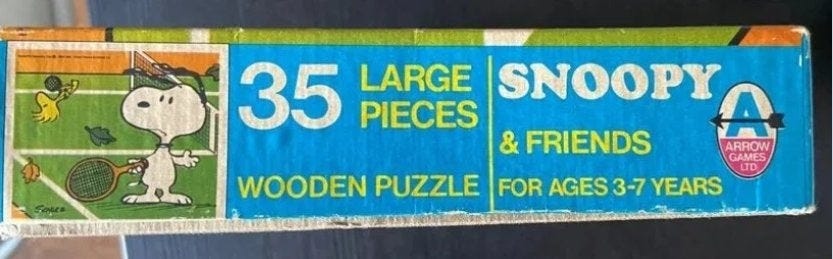 35 LARGE
PIECES
WOODEN PUZZLE
SNOOPY
& FRIENDS
FOR AGES 3-7 YEARS
A
ARROW
GAMES
LTD